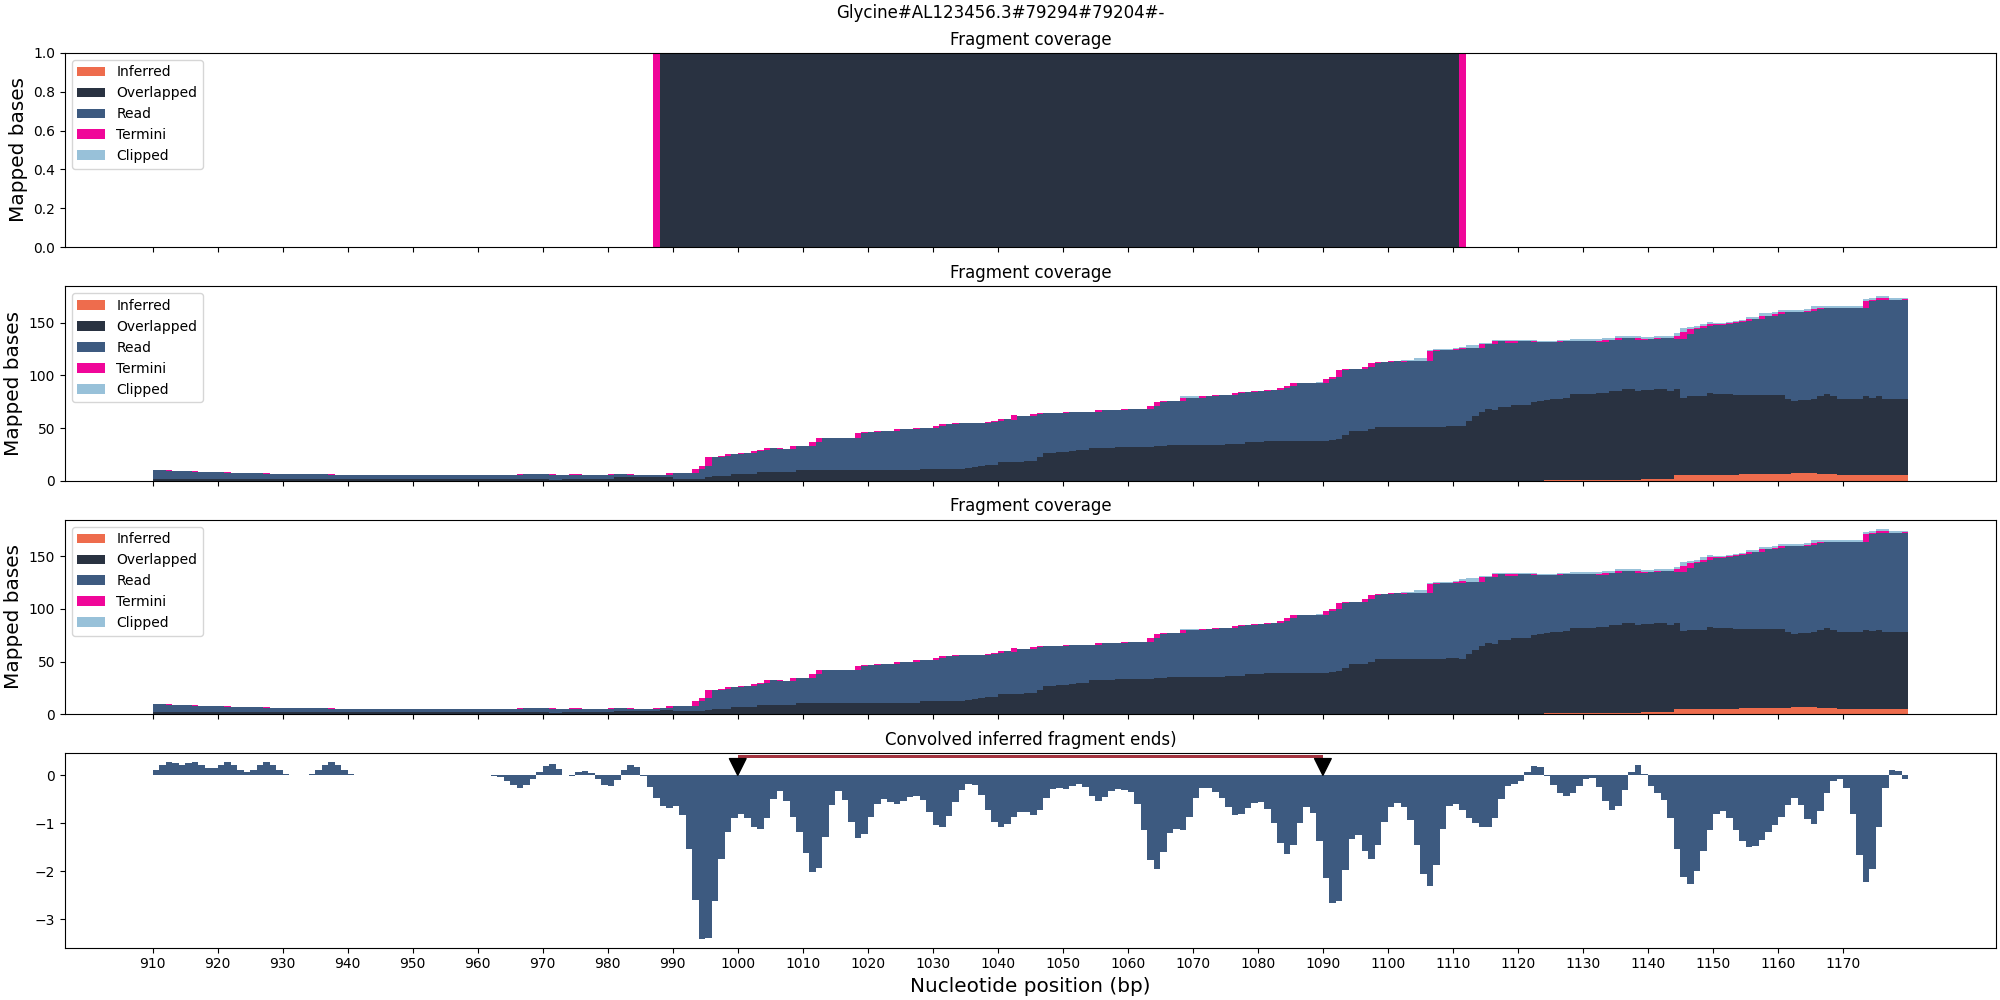 Glycine#AL123456.3#79294#79204#-
Fragment coverage
Mapped bases
1.0
0.8
0.6
0.4
0.2
0.0
Inferred
Overlapped
Read
Termini
Clipped
Fragment coverage
Mapped bases
150
100
50
0
Inferred
Overlapped
Read
Termini
Clipped
Fragment coverage
Mapped bases
150
100
50
0
Inferred
Overlapped
Read
Termini
Clipped
Convolved inferred fragment ends)
0
−1
−2
−3
910 920 930 940 950 960 970 980 990 1000 1010 1020 1030 1040 1050 1060 1070 1080 1090 1100 1110 1120 1130 1140 1150 1160 1170
Nucleotide position (bp)